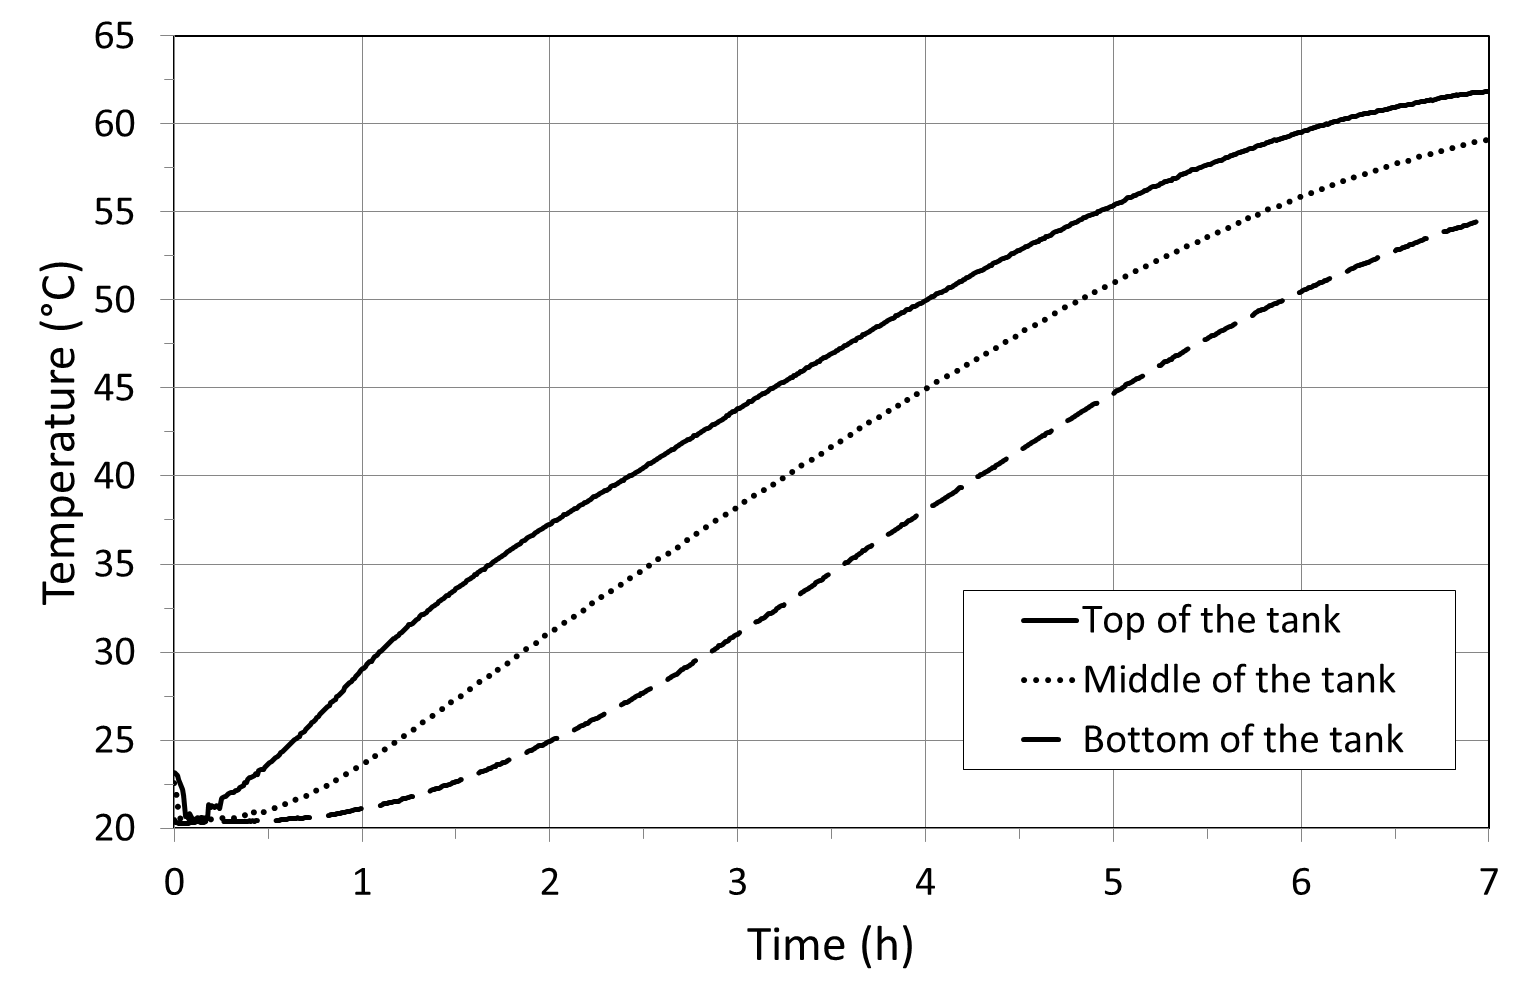 65
60
55
50
45
40
35
30
25
20
Temperature (°C)
Top of the tank
Middle of the tank
Bottom of the tank
0 1 2 3 4 5 6 7
Time (h)